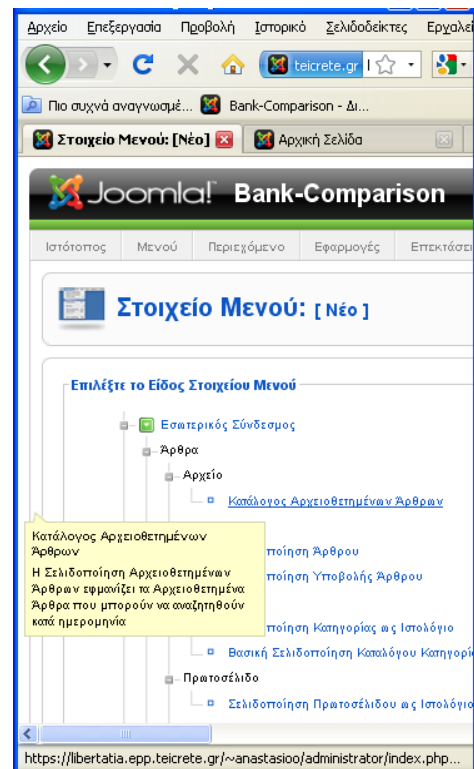 Αρχείο Επεξεργασία Προβολή Ιστορικό Σελιδοδείκτες Εργαλεί
teicrete.gr
Πιο συχνά αναγνωσμέ... Bank-Comparison - Δι...
Στοιχείο Μενού: [Νέο] Αρχική Σελίδα
Joomla! Bank-Comparison
Ιστότοπος Μενού Περιεχόμενο Εφαρμογές Επεκτάσει
Στοιχείο Μενού: [ Νέο ]
Επιλέξτε το Είδος Στοιχείου Μενού
Εσωτερικός Σύνδεσμος
Άρθρα
Αρχείο
Κατάλογος Αρχειοθετημένων Άρθρων
Κατάλογος Αρχειοθετημένων
Άρθρων
Η Σελιδοποίηση Αρχειοθετημένων
Άρθρων εφμανίζει τα Αρχειοθετημένα
Άρθρα που μπορούν να αναζητηθούν
κατά ημερομηνία
ποίηση Άρθρου
ποίηση Υποβολής Άρθρου
ποίηση Κατηγορίας ως Ιστολόγιο
Βασική Σελιδοποίηση Καταλόγου Κατηγορί
Πρωτοσέλιδο
Σελιδοποίηση Πρωτοσέλιδου ως Ιστολόγιο
https://libertatia.epp.teicrete.gr/~anastasioo/administrator/index.php...